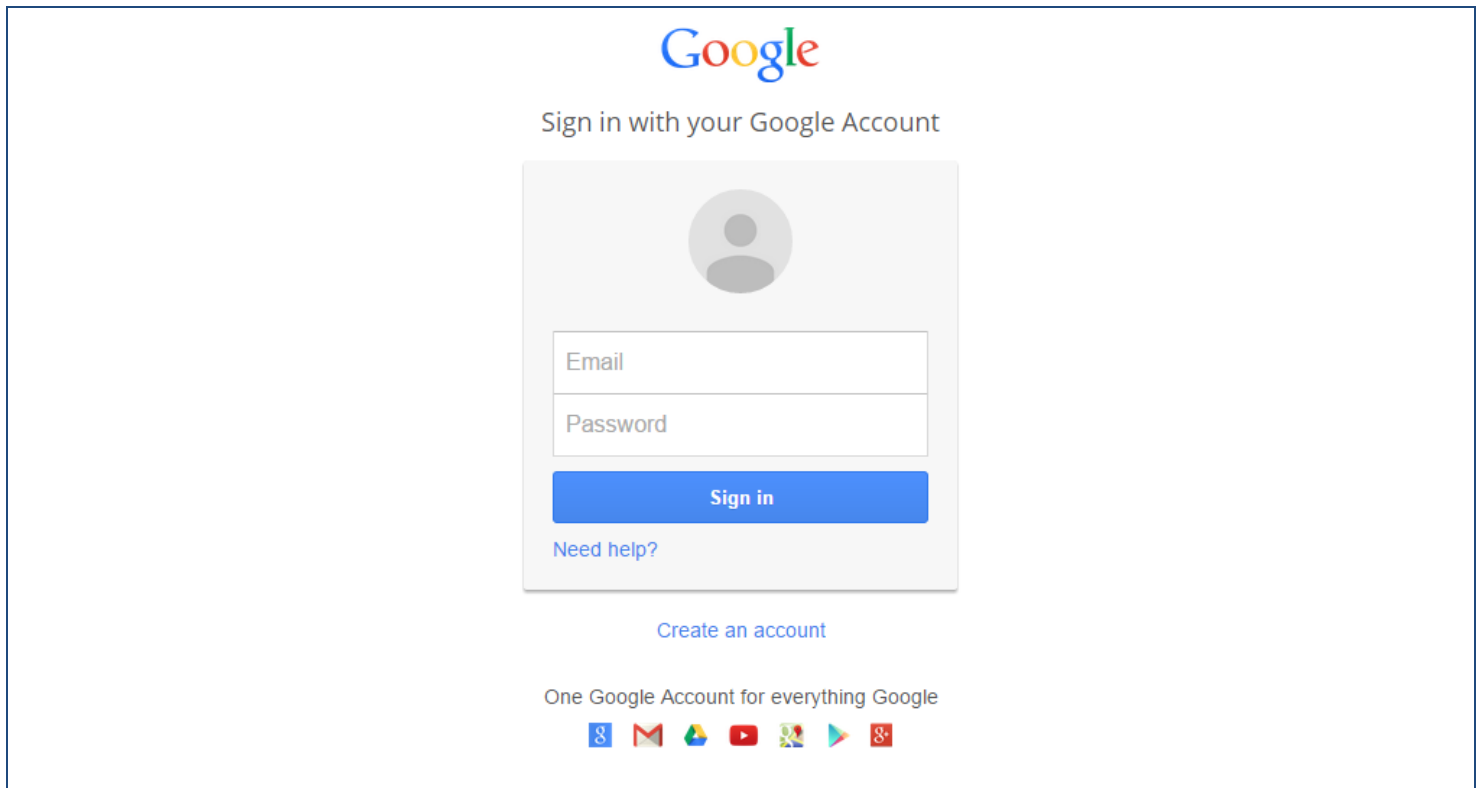 Google
Sign in with your Google Account
Email
Password
Sign in
Need help?
Create an account
One Google Account for everything Google